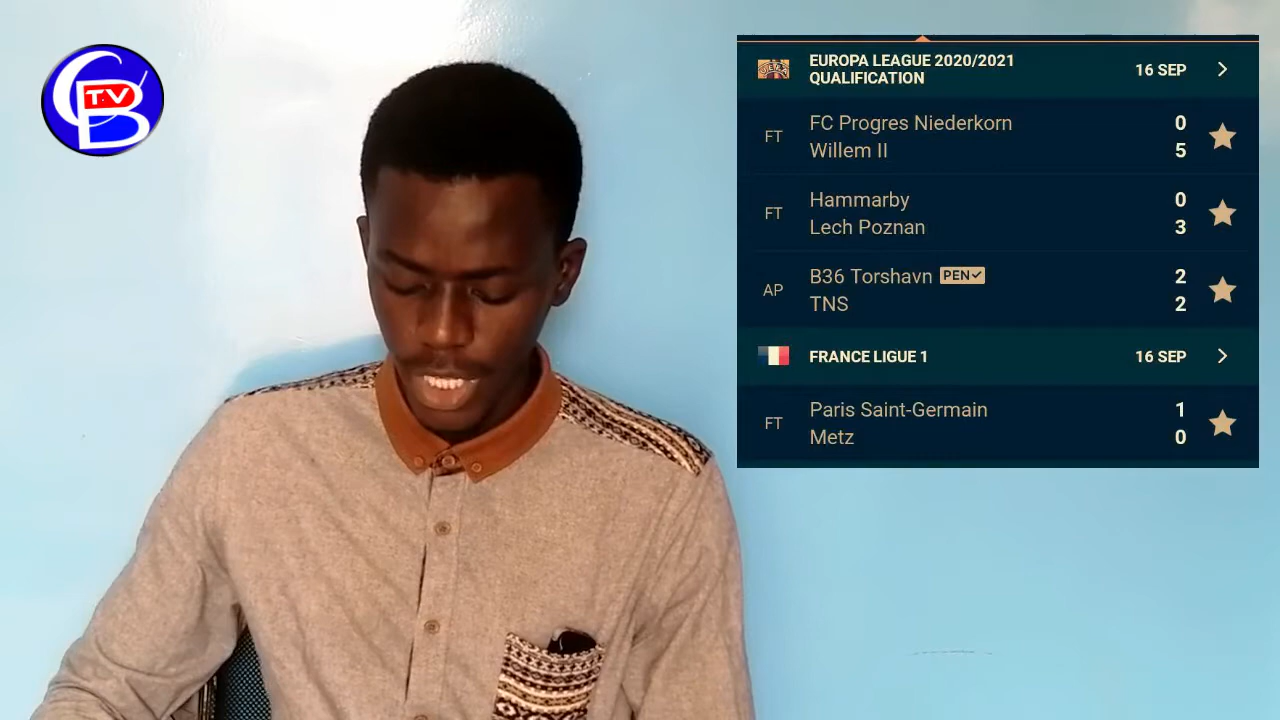 CB
T.V
EUROPA LEAGUE 2020/2021
QUALIFICATION
16 SEP
FT
FC Progres Niederkorn
0
Willem II
5
FT
Hammarby
0
Lech Poznan
3
AP
B36 Torshavn PEN✓
2
TNS
2
FRANCE LIGUE 1
16 SEP
FT
Paris Saint-Germain
1
Metz
0